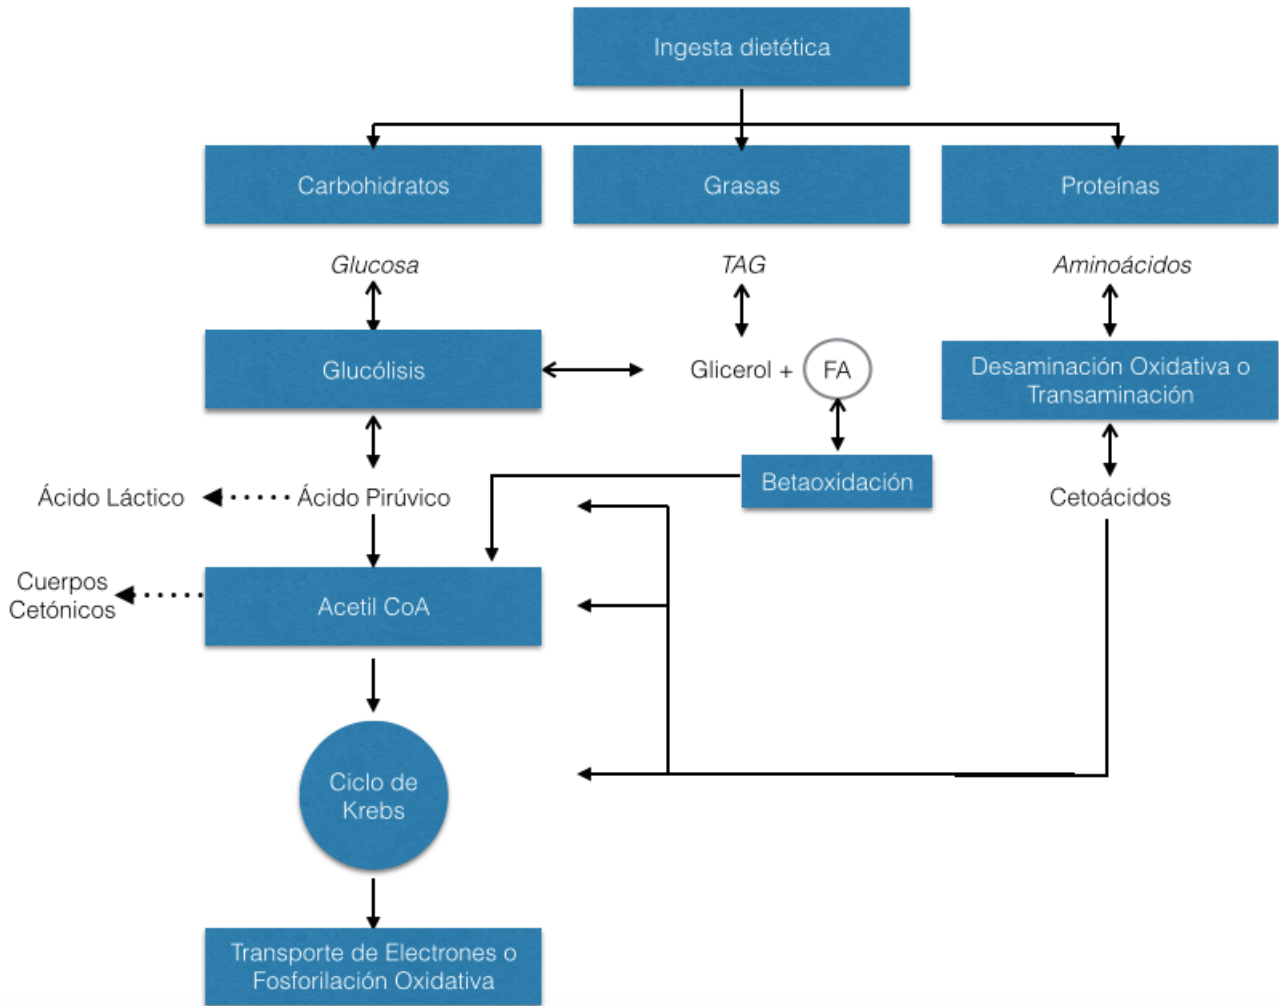 Ingesta dietética
Carbohidratos
Grasas
Proteínas
Glucosa
TAG
Aminoácidos
Glucólisis
Glicerol + FA
Desaminación Oxidativa o
Transaminación
Betaoxidación
Ácido Láctico
Ácido Pirúvico
Cetoácidos
Cuerpos
Cetónicos
Acetil CoA
Ciclo de
Krebs
Transporte de Electrones o
Fosforilación Oxidativa